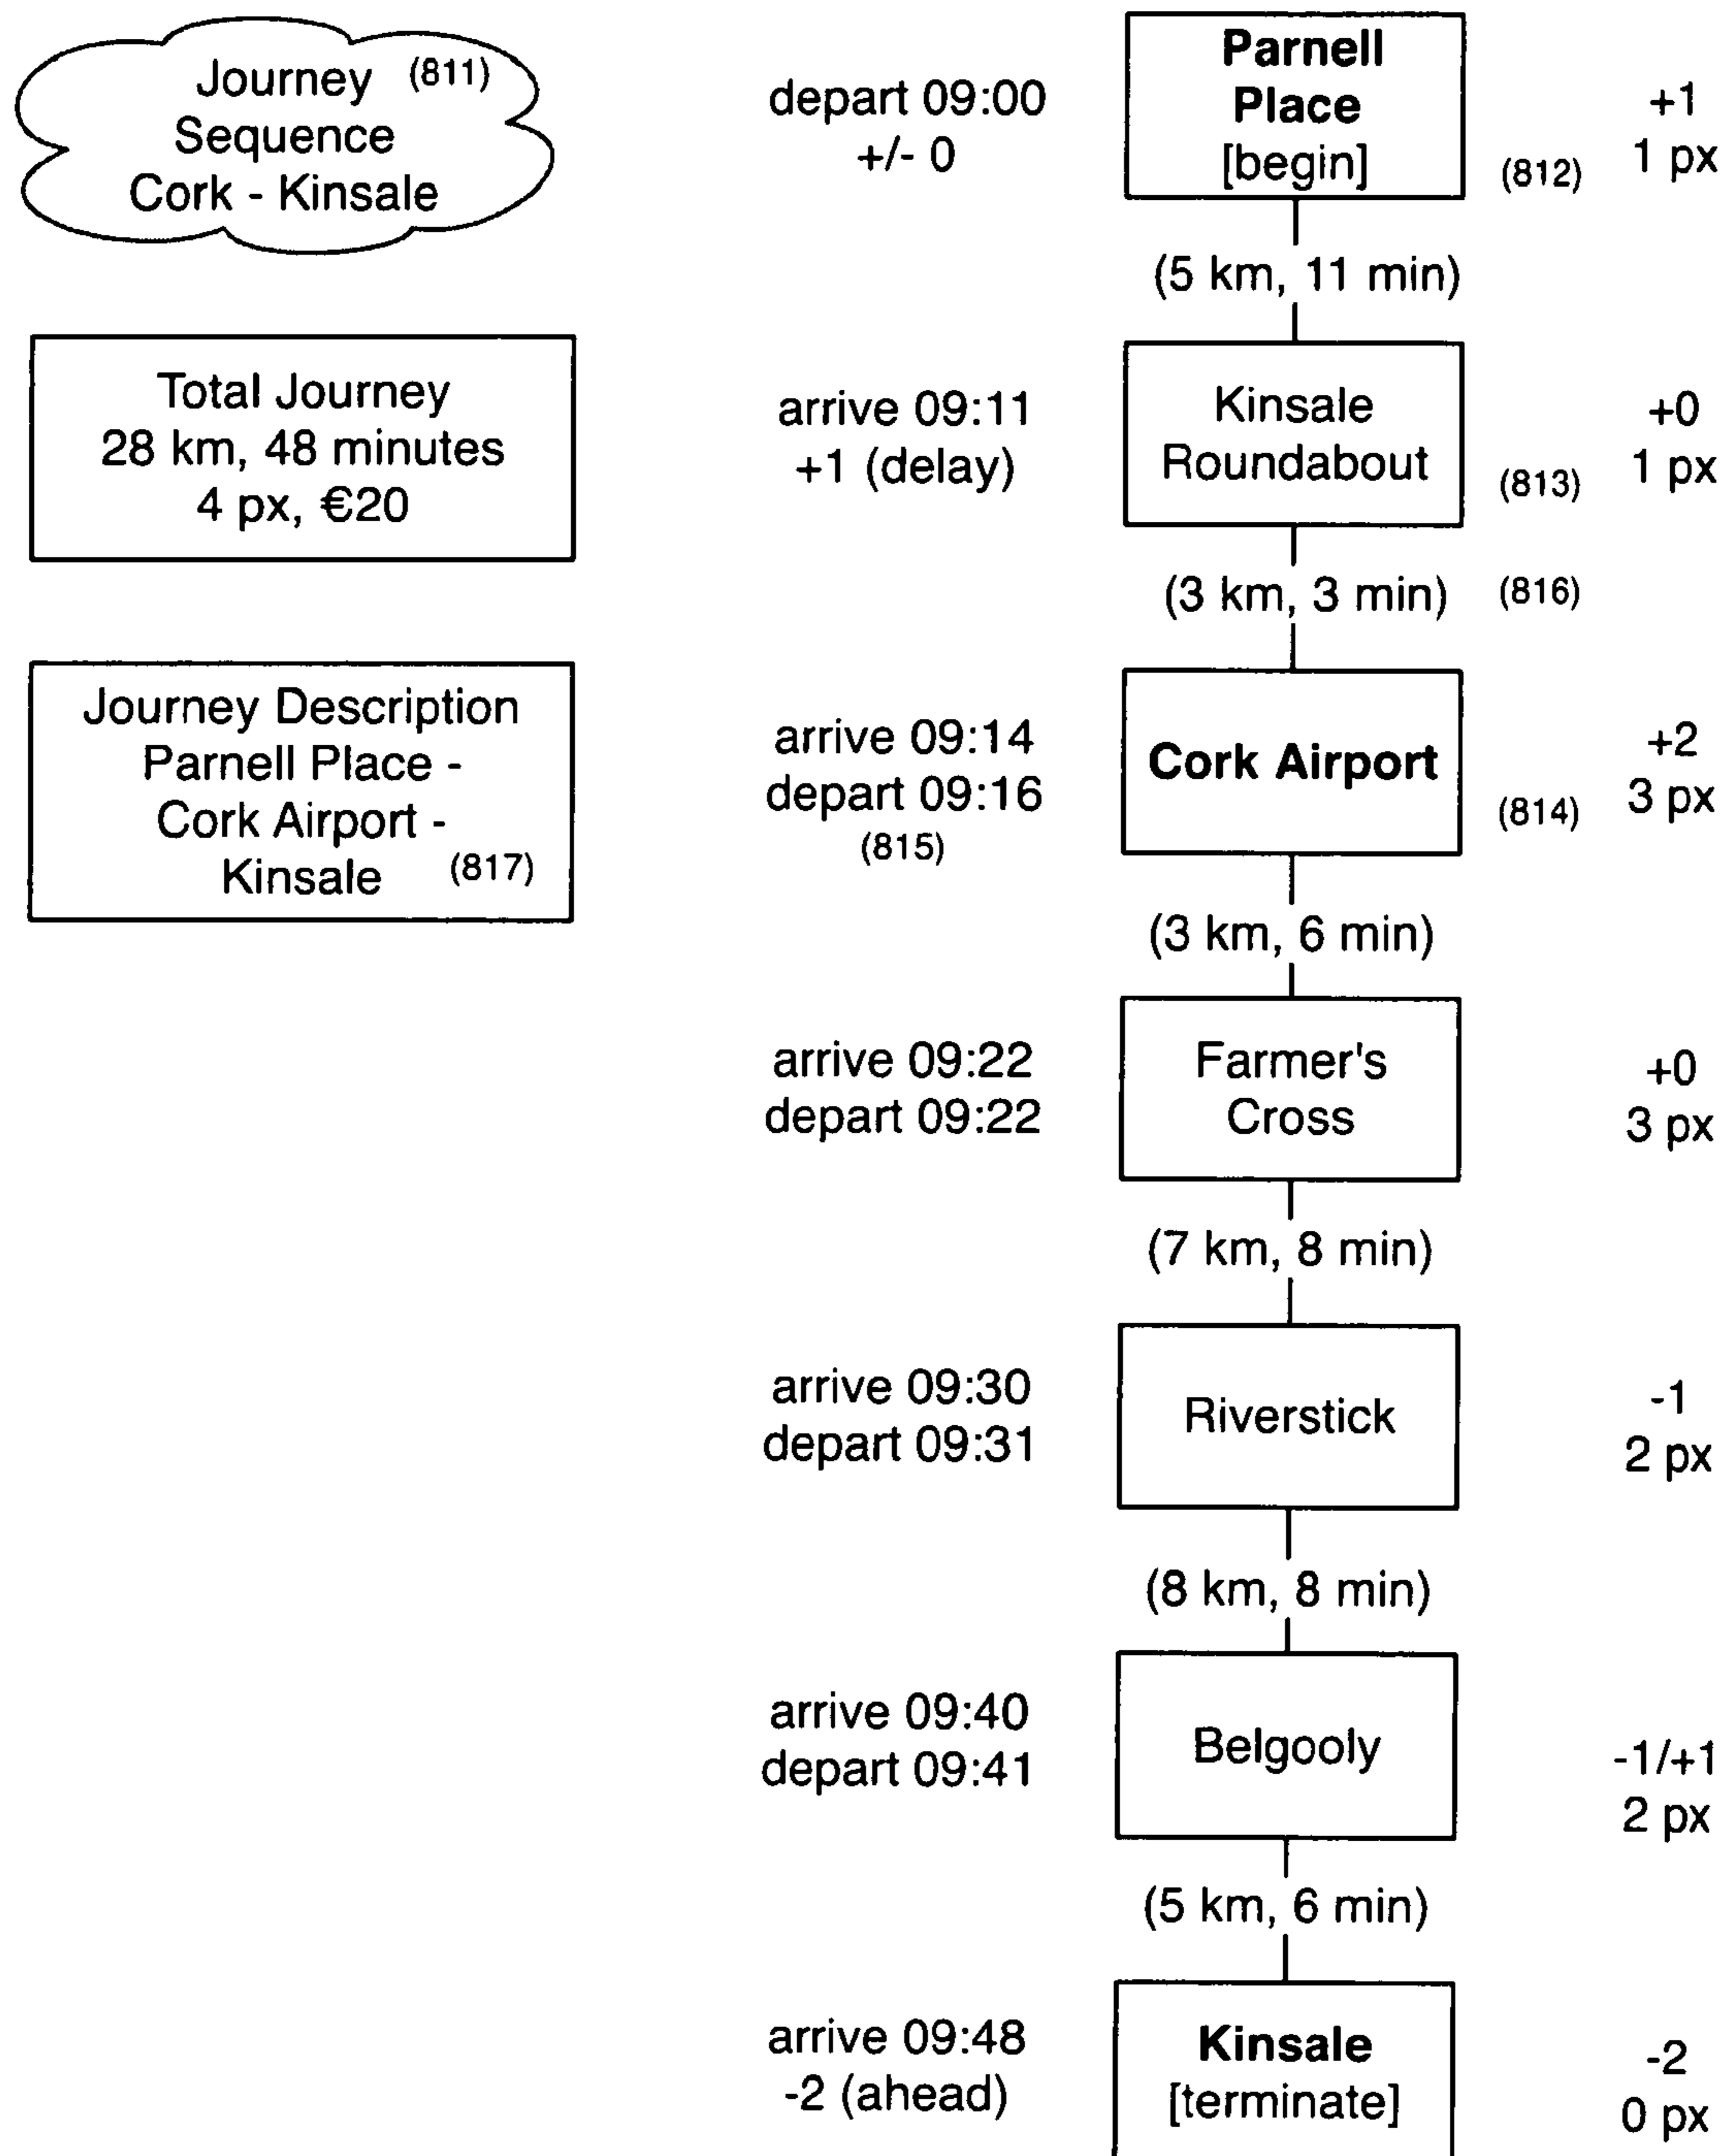 Journey (811)
Sequence
Cork - Kinsale
Total Journey
28 km, 48 minutes
4 px, €20
Journey Description
Parnell Place -
Cork Airport -
Kinsale (817)
depart 09:00
+/- 0
Parnell
Place
[begin]
(812)
+1
1 px
(5 km, 11 min)
arrive 09:11
+1 (delay)
Kinsale
Roundabout
(813)
+0
1 px
(3 km, 3 min) (816)
arrive 09:14
depart 09:16
(815)
Cork Airport
(814)
+2
3 px
(3 km, 6 min)
arrive 09:22
depart 09:22
Farmer's
Cross
+0
3 px
(7 km, 8 min)
arrive 09:30
depart 09:31
Riverstick
-1
2 px
(8 km, 8 min)
arrive 09:40
depart 09:41
Belgooly
-1/+1
2 px
(5 km, 6 min)
arrive 09:48
-2 (ahead)
Kinsale
[terminate]
-2
0 px